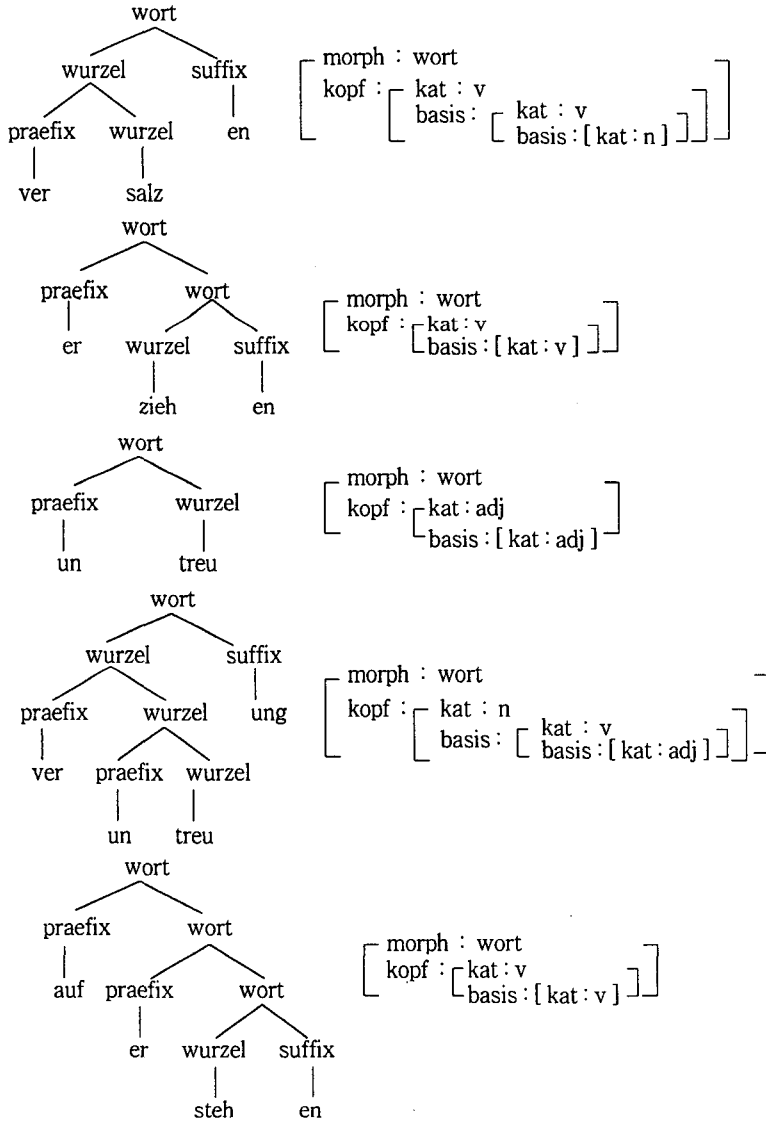 wort
wurzel suffix
praefix wurzel en
ver salz
morph : wort
kopf : kat : v
basis : kat : v
basis : [ kat : n ]
wort
praefix wort
er wurzel suffix
zieh en
morph : wort
kopf : kat : v
basis : [ kat : v ]
wort
praefix wurzel
un treu
morph : wort
kopf : kat : adj
basis : [ kat : adj ]
wort
wurzel suffix
praefix wurzel ung
ver praefix wurzel
un treu
morph : wort
kopf : kat : n
basis : kat : v
basis : [ kat : adj ]
wort
praefix wort
auf praefix wort
er wurzel suffix
steh en
morph : wort
kopf : kat : v
basis : [ kat : v ]